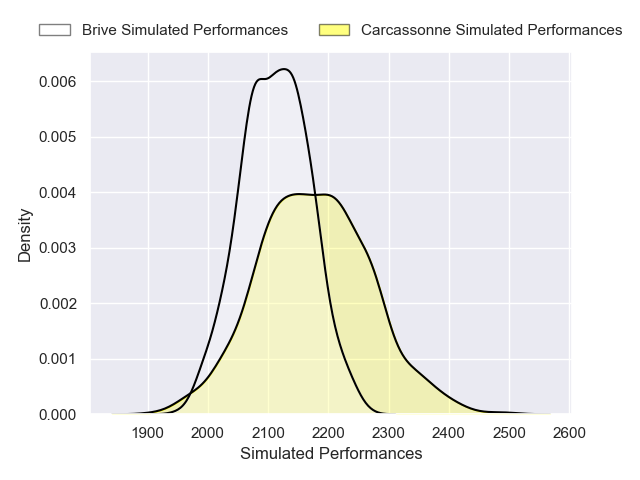 Brive Simulated Performances Carcassonne Simulated Performances
0.006
0.005
0.004
0.003
0.002
0.001
0.000
Density
1900 2000 2100 2200 2300 2400 2500 2600
Simulated Performances